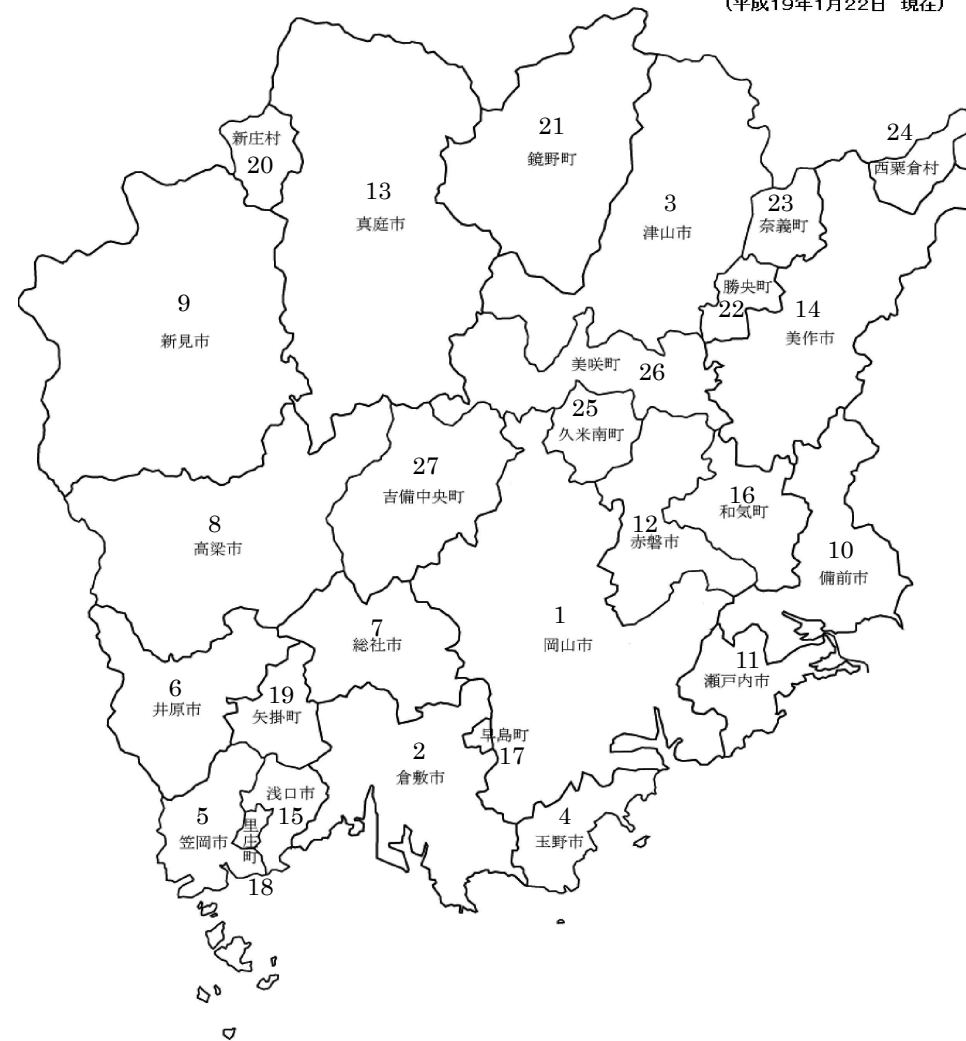 (平成19年1月22日 現在)
24
西粟倉村
21
鏡野町
新庄村
20
13
真庭市
3
津山市
23
奈義町
勝央町
22
14
美作市
9
新見市
美咲町
26
25
久米南町
27
吉備中央町
16
和気町
12
赤磐市
8
高梁市
10
備前市
1
岡山市
7
総社市
11
瀬戸内市
6
井原市
19
矢掛町
早島町
17
2
倉敷市
浅口市
15
5
笠岡市
里庄町
18
4
玉野市